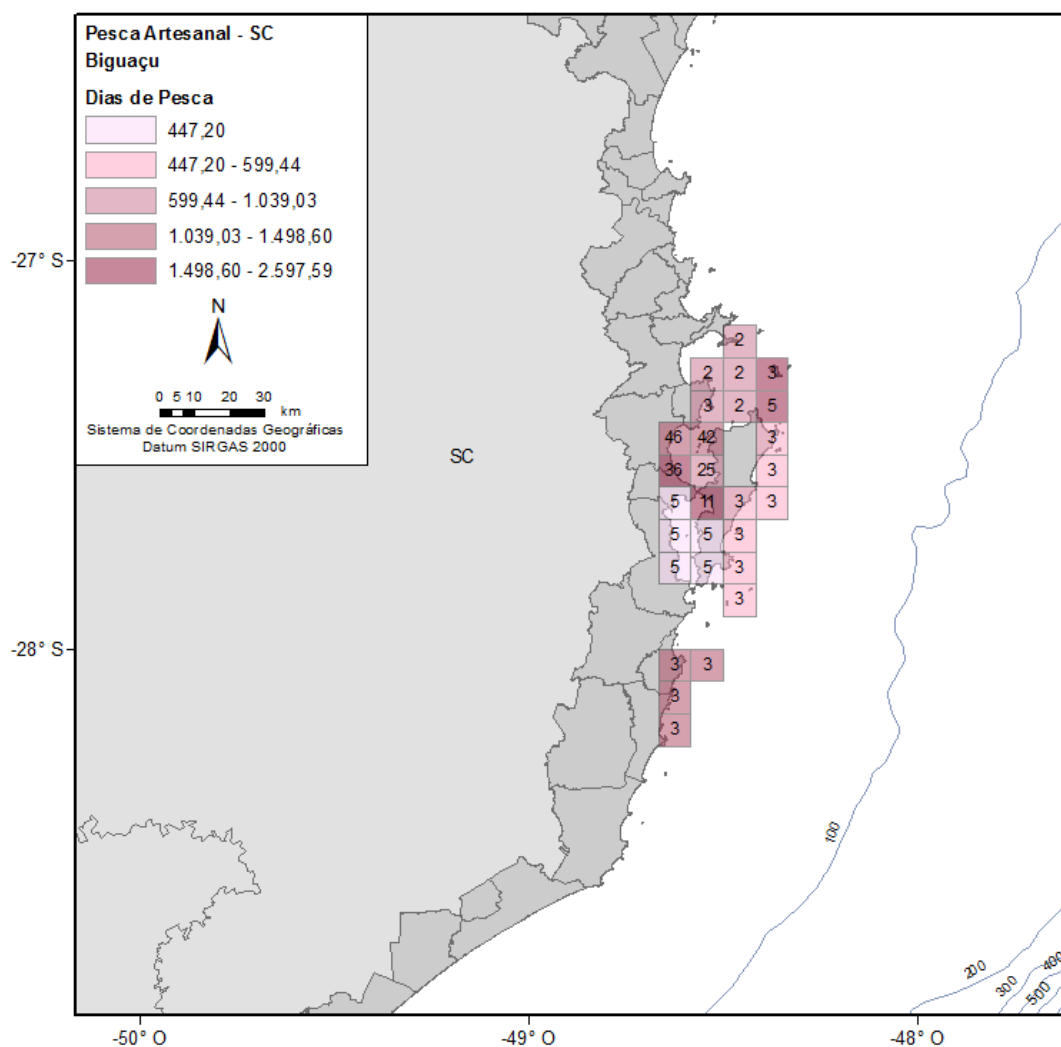 Pesca Artesanal - SC
Biguaçu
Dias de Pesca
447,20
447,20 - 599,44
599,44 - 1.039,03
1.039,03 - 1.498,60
1.498,60 - 2.597,59
N
0 5 10 20 30 km
Sistema de Coordenadas Geográficas
Datum SIRGAS 2000
-27° S
-28° S
SC
2
2 2 3
3 2 5
46 42 3
36 25 3
5 11 3 3
5 5 3
5 5 3
3
3 3
3
3
100
200
300
400
500
-50° O -49° O -48° O